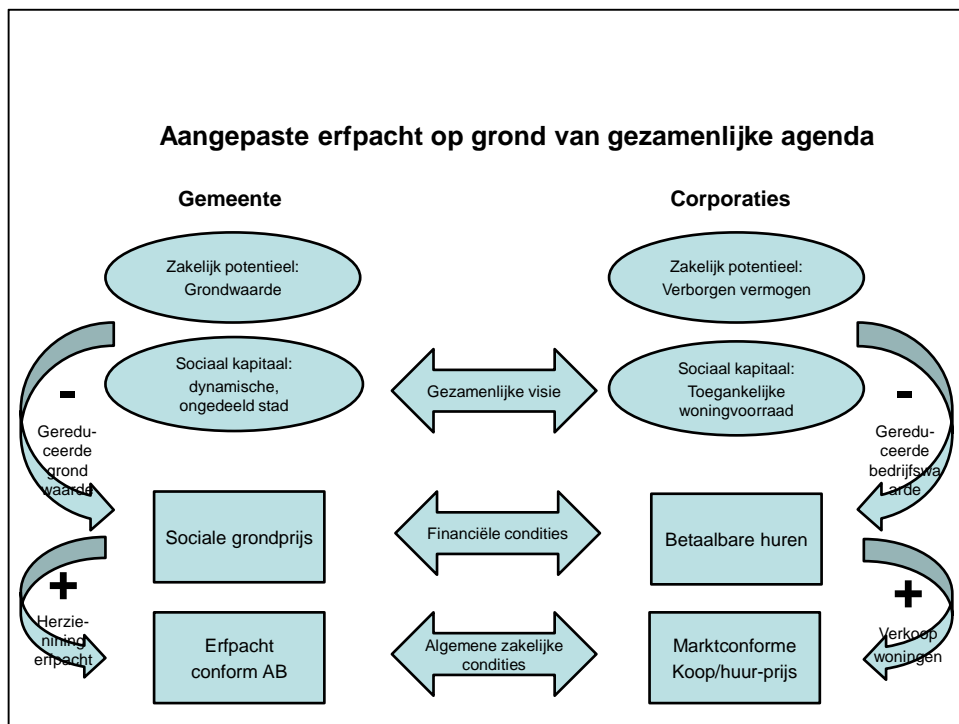 Aangepaste erfpacht op grond van gezamenlijke agenda
Gemeente
Corporaties
Zakelijk potentieel:
Grondwaarde
Zakelijk potentieel:
Verborgen vermogen
Sociaal kapitaal:
dynamische,
ongedeeld stad
Gezamenlijke visie
Sociaal kapitaal:
Toegankelijke
woningvoorraad
-
Geredu-
ceerde
grond
waarde
-
Geredu-
ceerde
bedrijfswa
arde
Sociale grondprijs
Financiële condities
Betaalbare huren
+
Herzie-
nining
erfpacht
+
Verkoop
woningen
Erfpacht
conform AB
Algemene zakelijke
condities
Marktconforme
Koop/huur-prijs